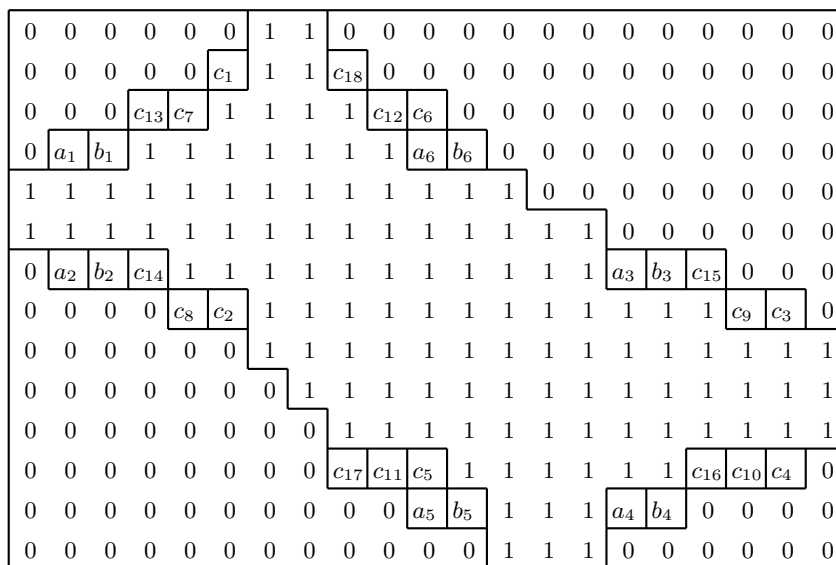 0 0 0 0 0 0 1 1 0 0 0 0 0 0 0 0 0 0 0 0 0
0 0 0 0 0 c₁ 1 1 c₁₈ 0 0 0 0 0 0 0 0 0 0 0 0
0 0 0 c₁₃ c₇ 1 1 1 1 c₁₂ c₆ 0 0 0 0 0 0 0 0 0 0
0 a₁ b₁ 1 1 1 1 1 1 1 a₆ b₆ 0 0 0 0 0 0 0 0 0
1 1 1 1 1 1 1 1 1 1 1 1 1 0 0 0 0 0 0 0 0
1 1 1 1 1 1 1 1 1 1 1 1 1 1 1 0 0 0 0 0 0
0 a₂ b₂ c₁₄ 1 1 1 1 1 1 1 1 1 1 1 a₃ b₃ c₁₅ 0 0 0
0 0 0 0 c₈ c₂ 1 1 1 1 1 1 1 1 1 1 1 1 c₉ c₃ 0
0 0 0 0 0 0 1 1 1 1 1 1 1 1 1 1 1 1 1 1 1
0 0 0 0 0 0 0 1 1 1 1 1 1 1 1 1 1 1 1 1 1
0 0 0 0 0 0 0 0 1 1 1 1 1 1 1 1 1 1 1 1 1
0 0 0 0 0 0 0 0 c₁₇ c₁₁ c₅ 1 1 1 1 1 1 c₁₆ c₁₀ c₄ 0
0 0 0 0 0 0 0 0 0 0 a₅ b₅ 1 1 1 a₄ b₄ 0 0 0 0
0 0 0 0 0 0 0 0 0 0 0 0 1 1 1 0 0 0 0 0 0